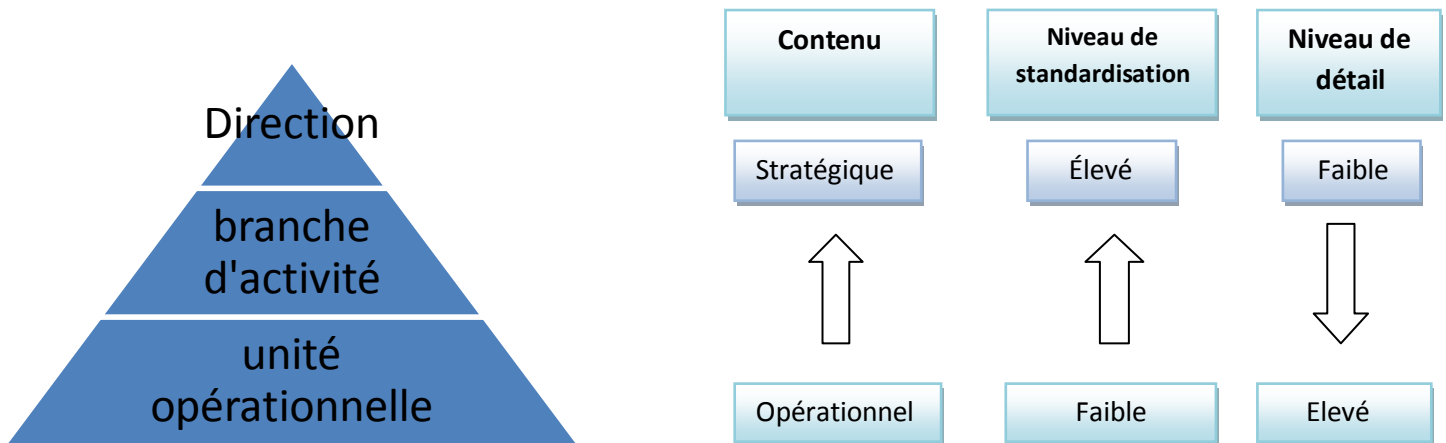 Direction
branche
d'activité
unité
opérationnelle
Contenu
Stratégique
Opérationnel
Niveau de
standardisation
Élevé
Faible
Niveau de
détail
Faible
Elevé